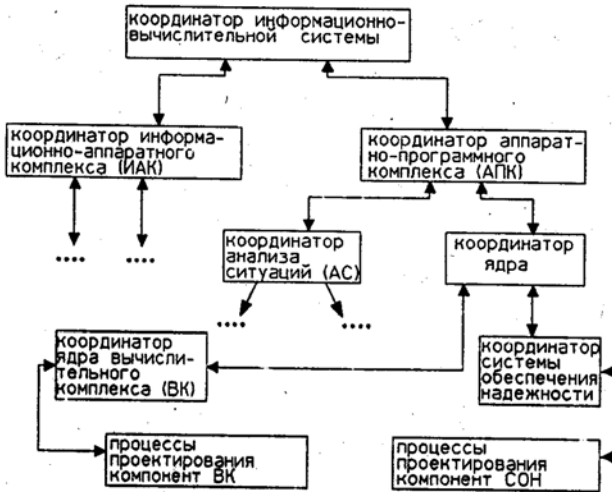 координатор информационно-
вычислительной системы
координатор информа-
ционно-аппаратного
комплекса (ИАК)
координатор аппарат-
но-программного
комплекса (АПК)
....
....
координатор
анализа
ситуаций (АС)
координатор
ядра
....
....
координатор
ядра вычисли-
тельного
комплекса (ВК)
координатор
системы
обеспечения
надежности
процессы
проектирования
компонент ВК
процессы
проектирования
компонент СОН